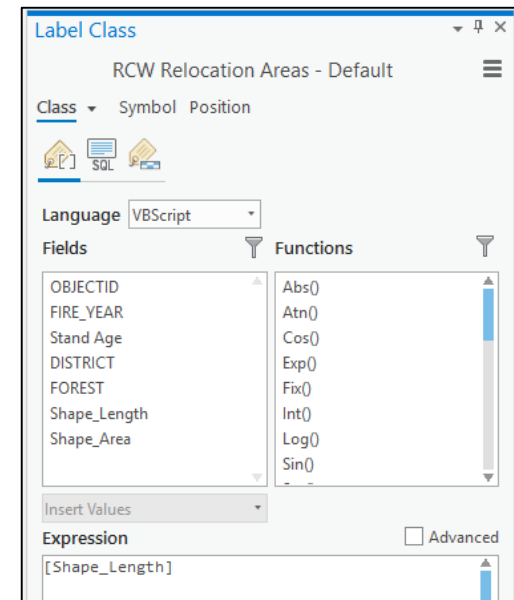 Label Class
RCW Relocation Areas - Default
Class Symbol Position
SQL
Language VBScript
Fields Functions
OBJECTID Abs()
FIRE_YEAR Atn()
Stand Age Cos()
DISTRICT Exp()
FOREST Fix()
Shape_Length Int()
Shape_Area Log()
Sin()
Insert Values
Expression Advanced
[Shape_Length]